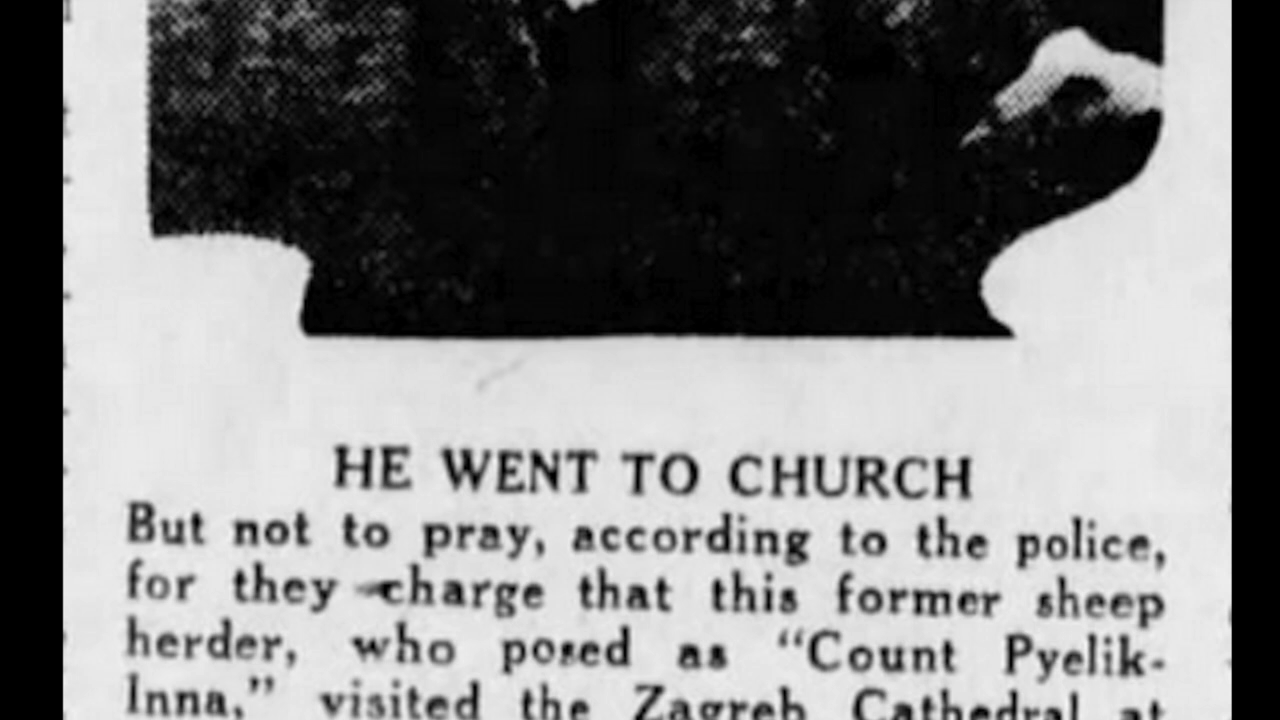 HE WENT TO CHURCH
But not to pray, according to the police,
for they charge that this former sheep
herder, who posed as "Count Pyelik-
Inna," visited the Zagreb Cathedral at